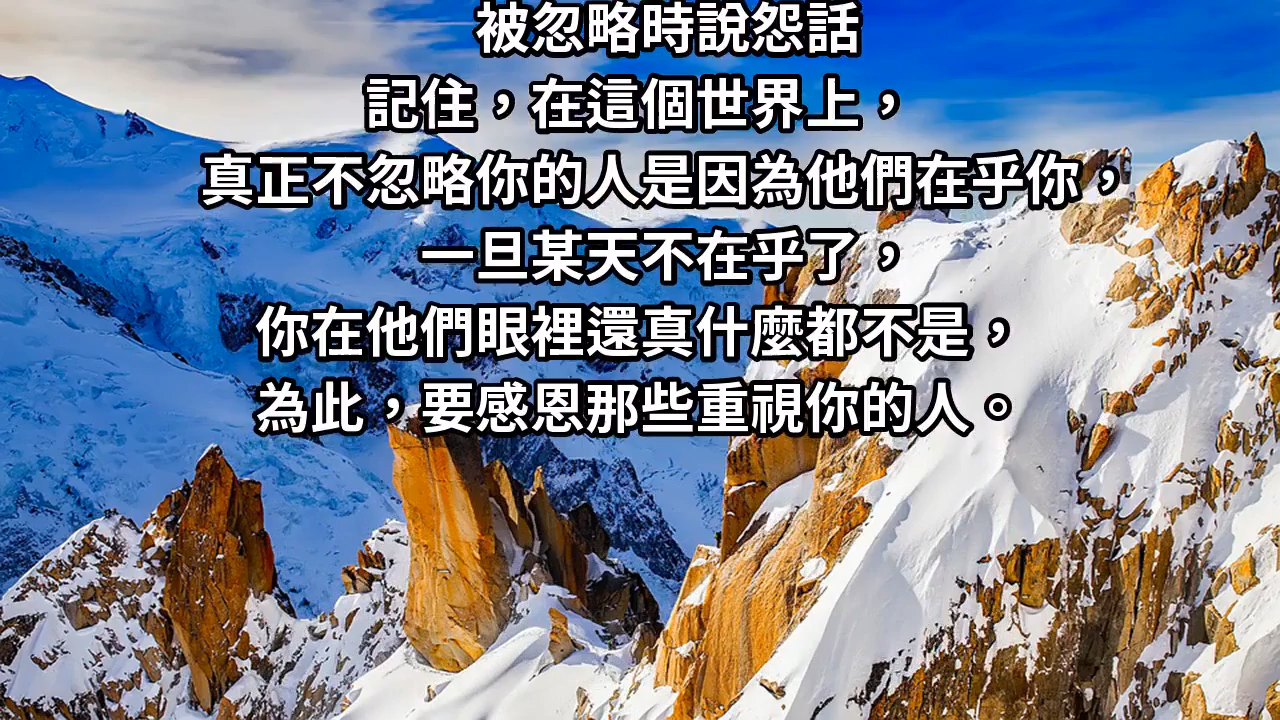 被忽略時說怨話
記住，在這個世界上，
真正不忽略你的人是因為他們在乎你，
一旦某天不在乎了，
你在他們眼裡還真什麼都不是，
為此，要感恩那些重視你的人。